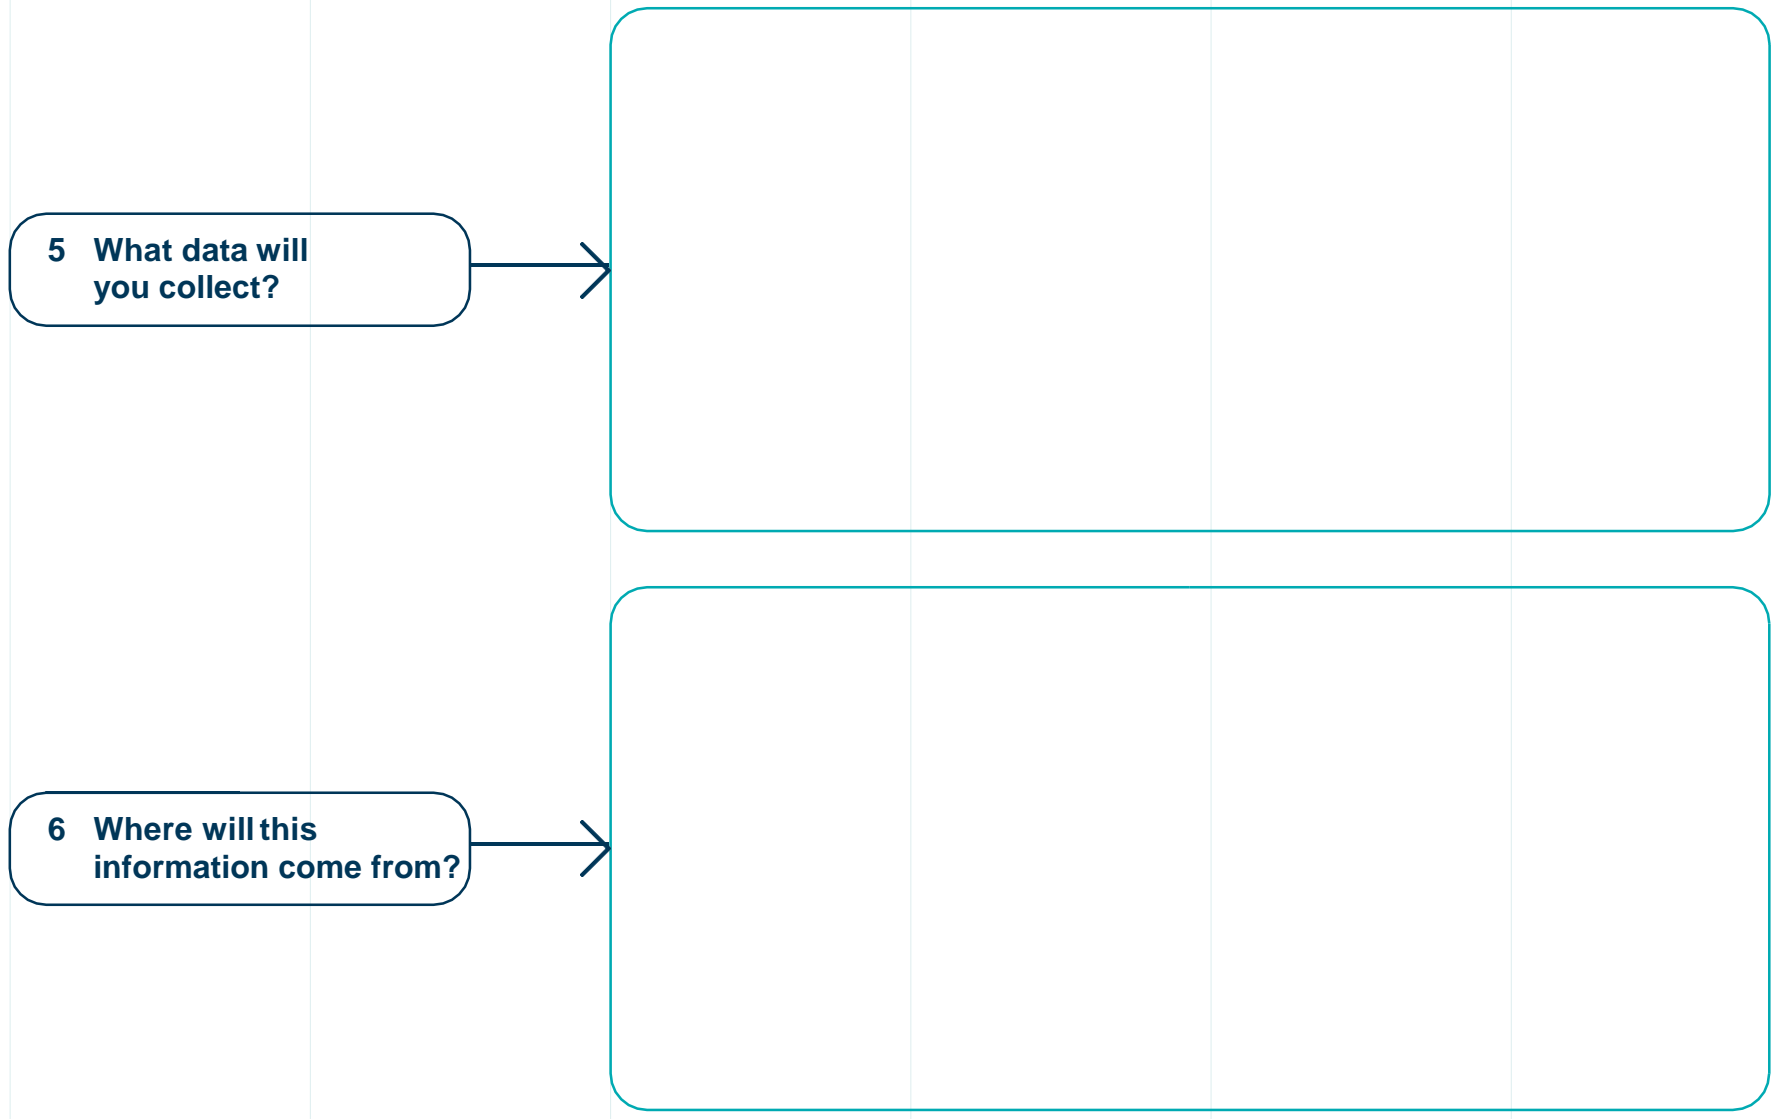 5 What data will
you collect?
6 Where will this
information come from?